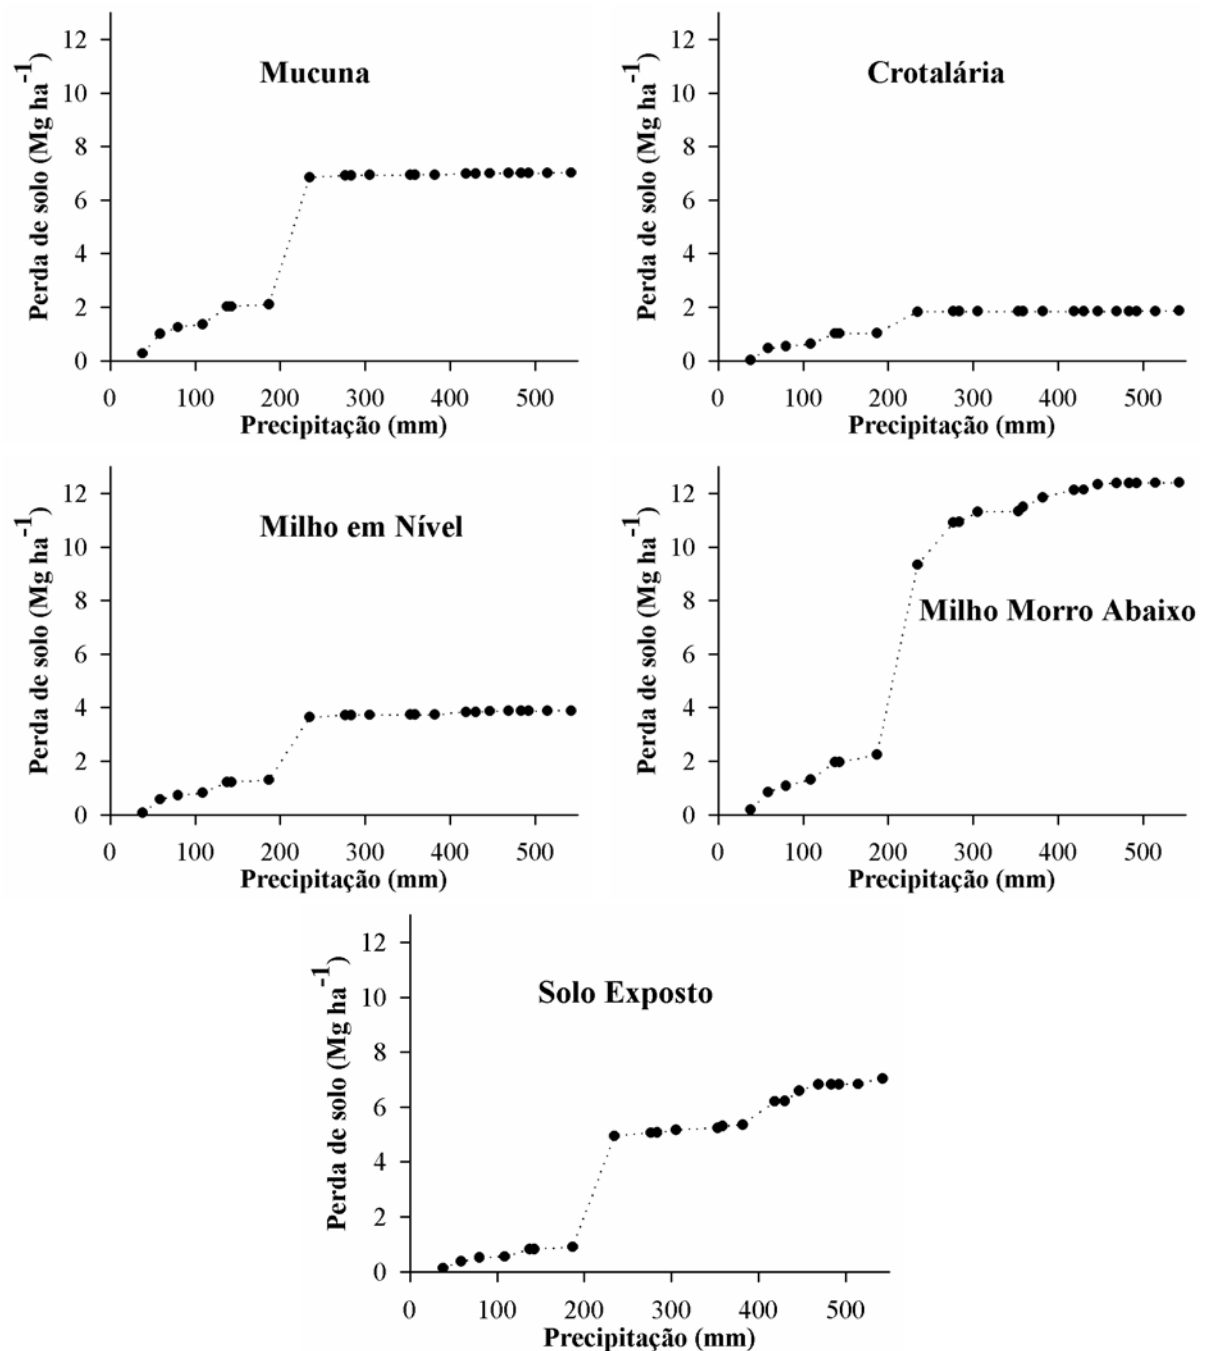 Mucuna
Perda de solo (Mg ha⁻¹)
12
10
8
6
4
2
0
0 100 200 300 400 500
Precipitação (mm)
Crotalária
Perda de solo (Mg ha⁻¹)
12
10
8
6
4
2
0
0 100 200 300 400 500
Precipitação (mm)
Milho em Nível
Perda de solo (Mg ha⁻¹)
12
10
8
6
4
2
0
0 100 200 300 400 500
Precipitação (mm)
Milho Morro Abaixo
Perda de solo (Mg ha⁻¹)
12
10
8
6
4
2
0
0 100 200 300 400 500
Precipitação (mm)
Solo Exposto
Perda de solo (Mg ha⁻¹)
12
10
8
6
4
2
0
0 100 200 300 400 500
Precipitação (mm)